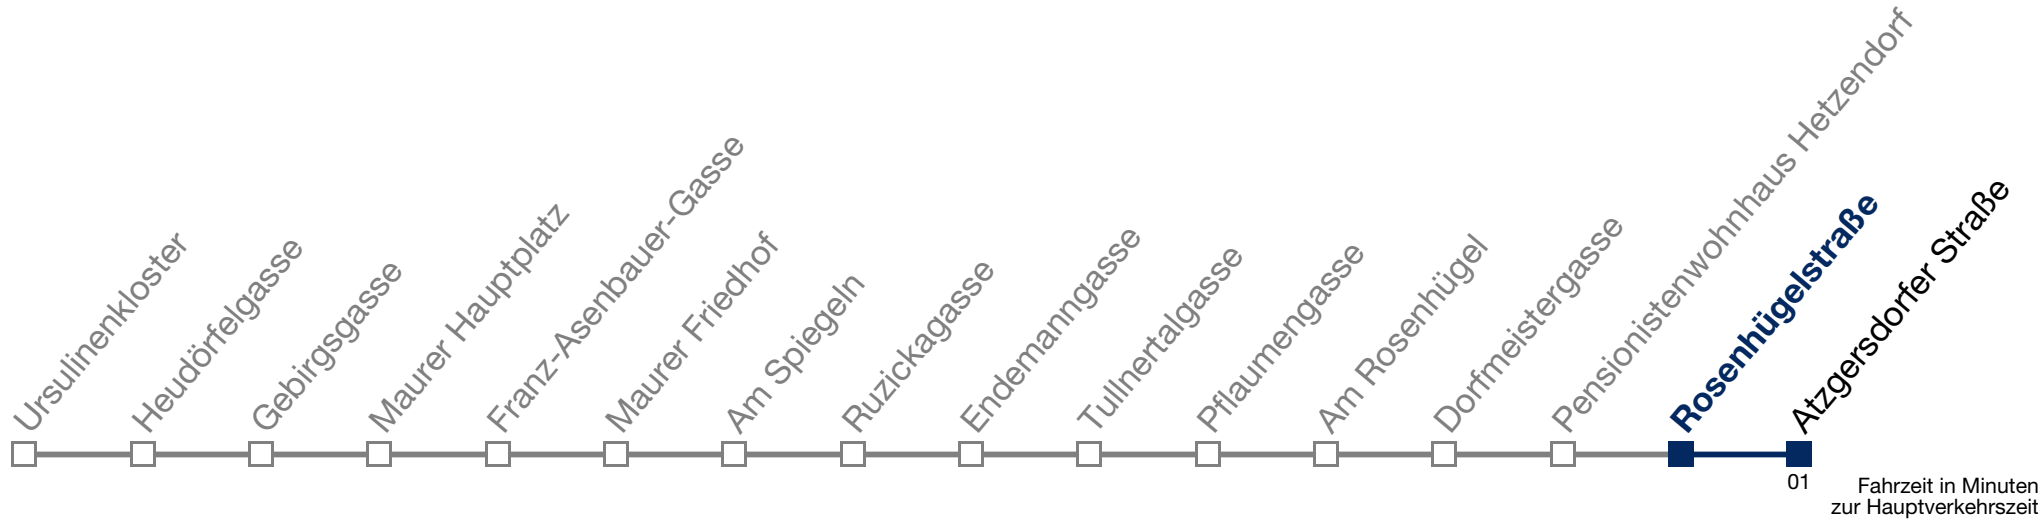 Ursulinenkloster
Heudörfelgasse
Gebirgsgasse
Maurer Hauptplatz
Franz-Asenbauer-Gasse
Maurer Friedhof
Am Spiegeln
Ruzickagasse
Endemanngasse
Tullnertalgasse
Pflaumengasse
Am Rosenhügel
Dorfmeistergasse
Pensionistenwohnhaus Hetzendorf
Rosenhügelstraße
Atzgersdorfer Straße
01
Fahrzeit in Minuten
zur Hauptverkehrszeit